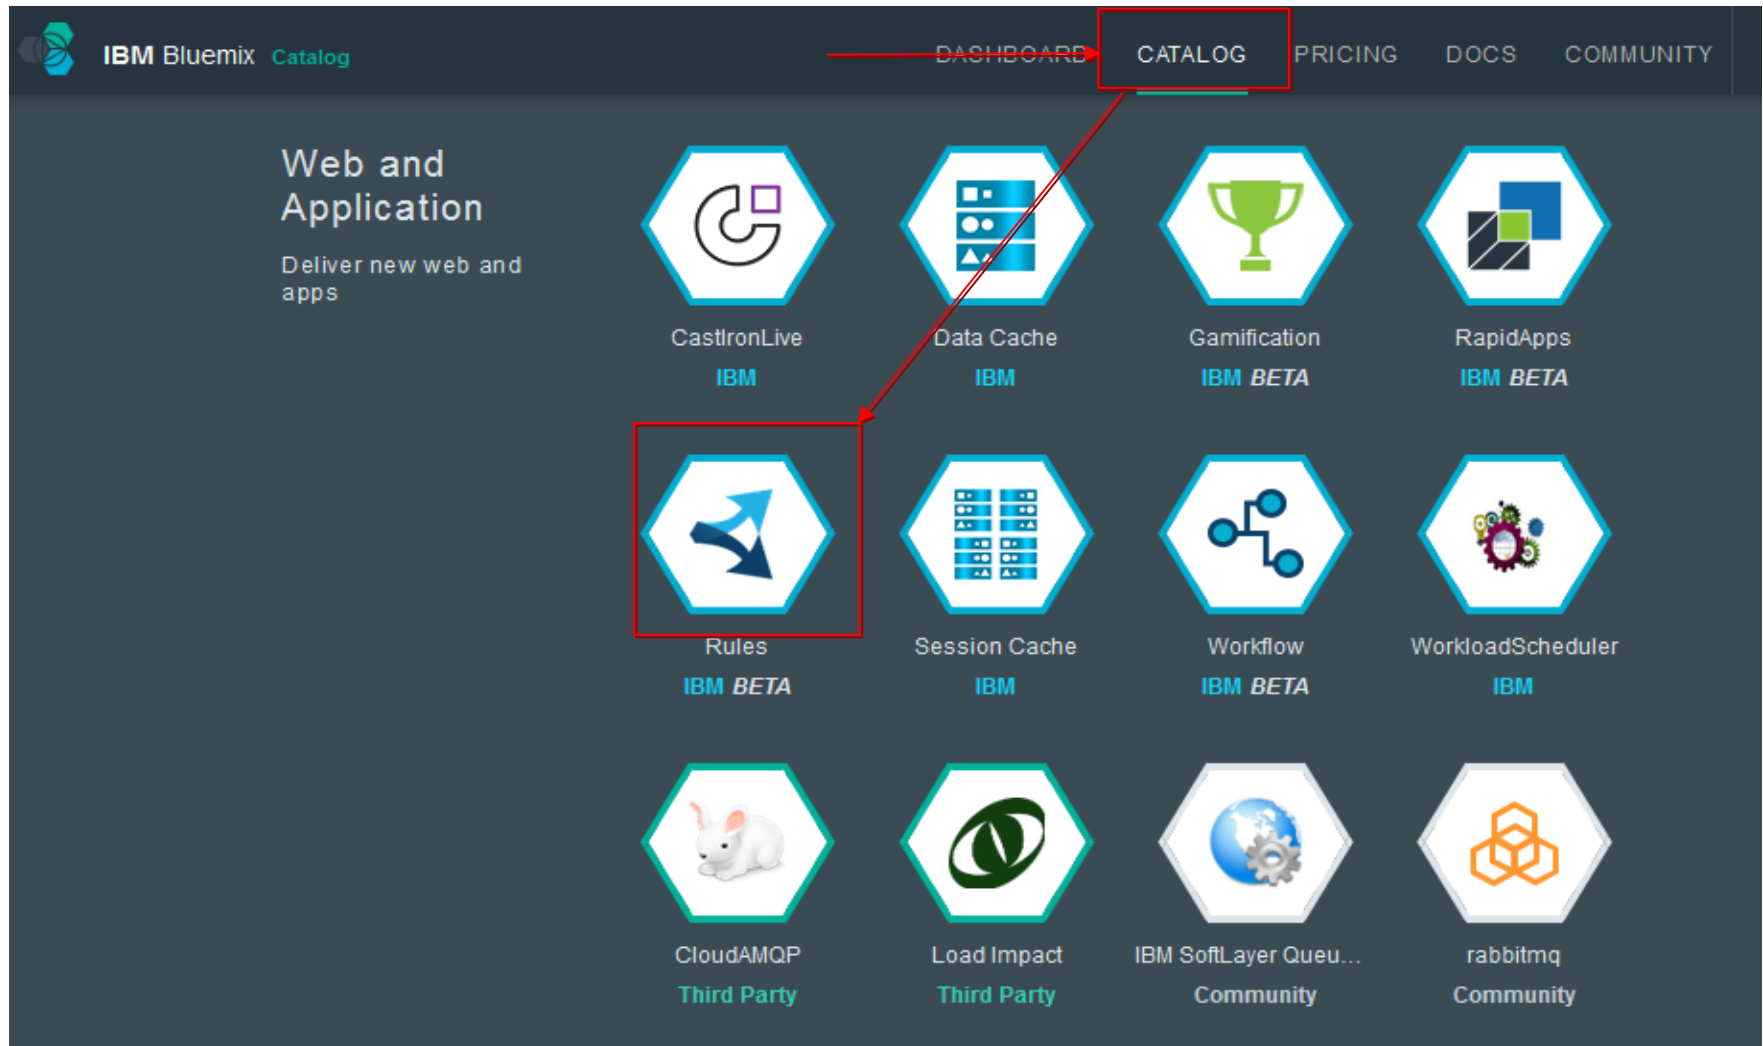 IBM Bluemix Catalog
DASHBOARD CATALOG PRICING DOCS COMMUNITY
Web and
Application
Deliver new web and
apps
CastIronLive
IBM
Data Cache
IBM
Gamification
IBM BETA
RapidApps
IBM BETA
Rules
IBM BETA
Session Cache
IBM
Workflow
IBM BETA
WorkloadScheduler
IBM
CloudAMQP
Third Party
Load Impact
Third Party
IBM SoftLayer Queu...
Community
rabbitmq
Community